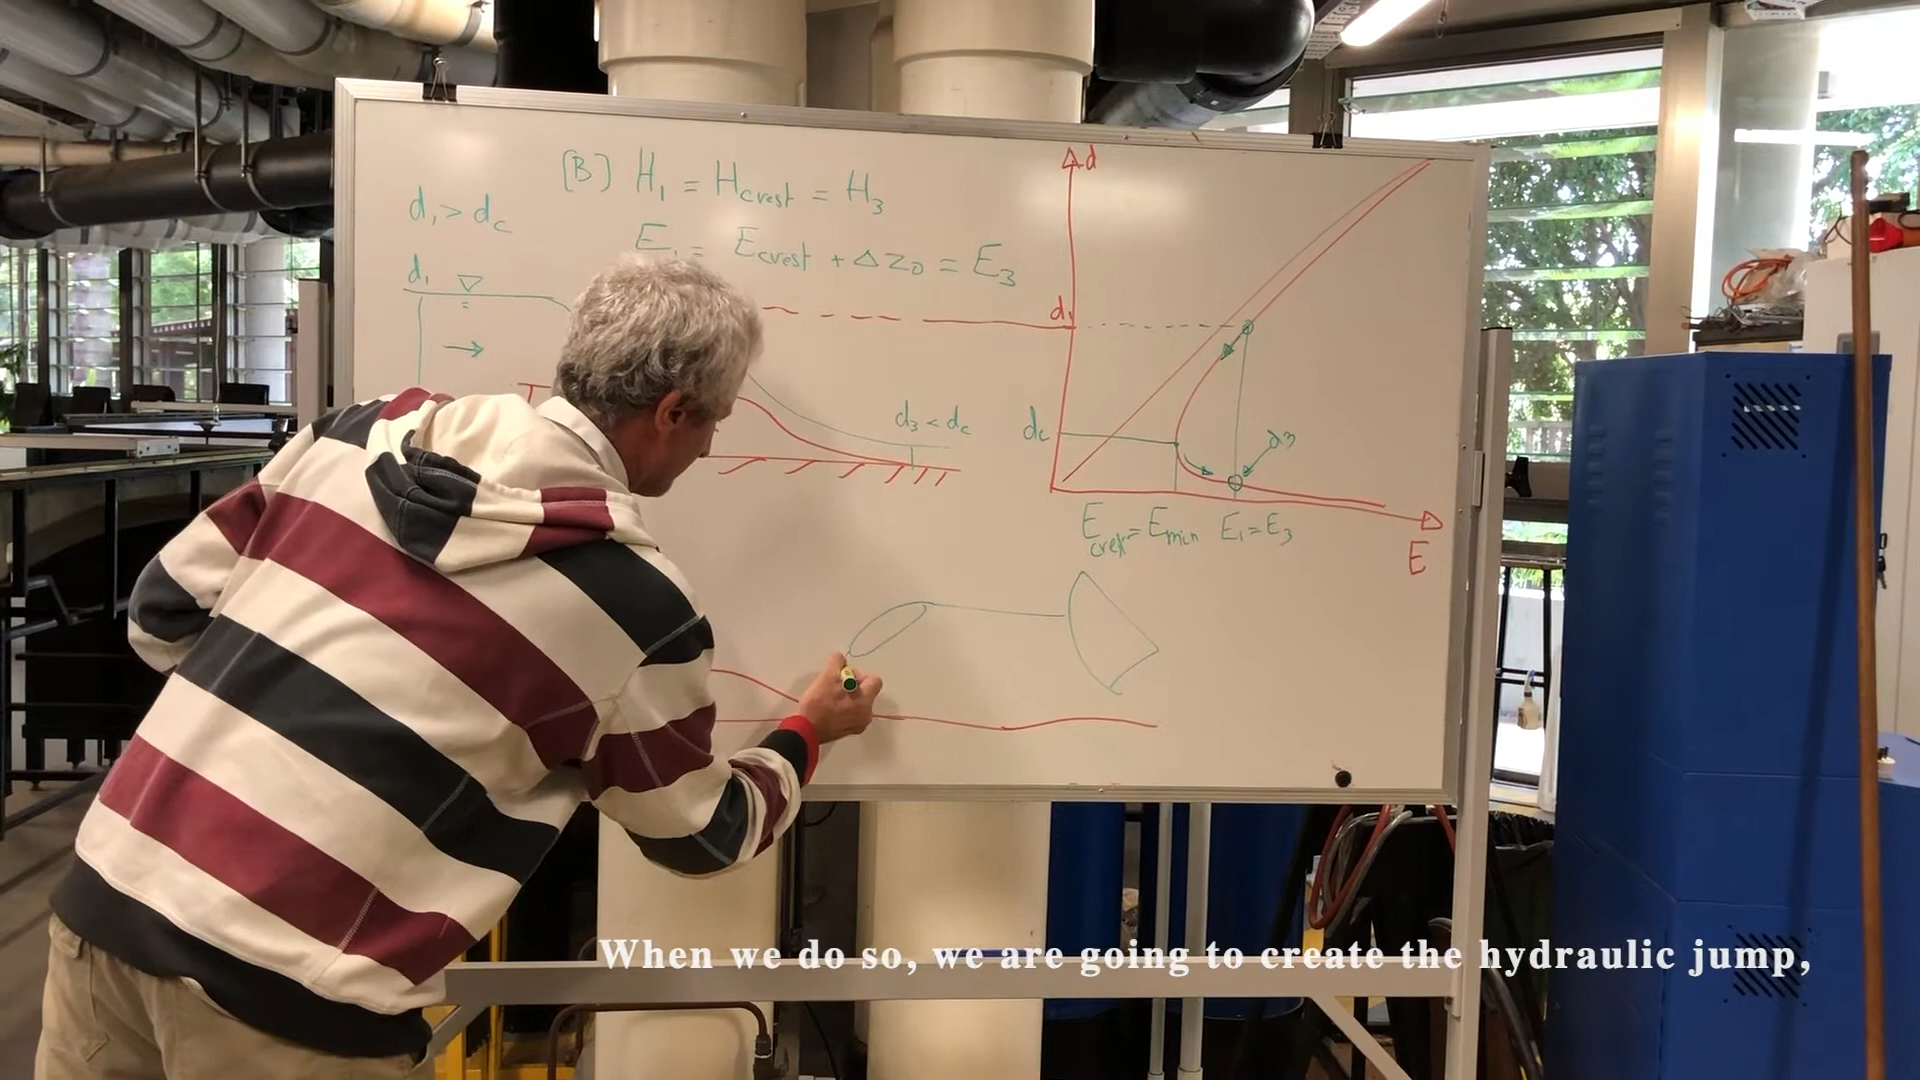 (B) H₁ = Hcrest = H₃
d₁ > dc
E₁ = Ecrest + Δz₀ = E₃
d₁
d₃ < dc
d
d₁
dc
d₃
Ecrest = Emin E₁ = E₃
E
When we do so, we are going to create the hydraulic jump,